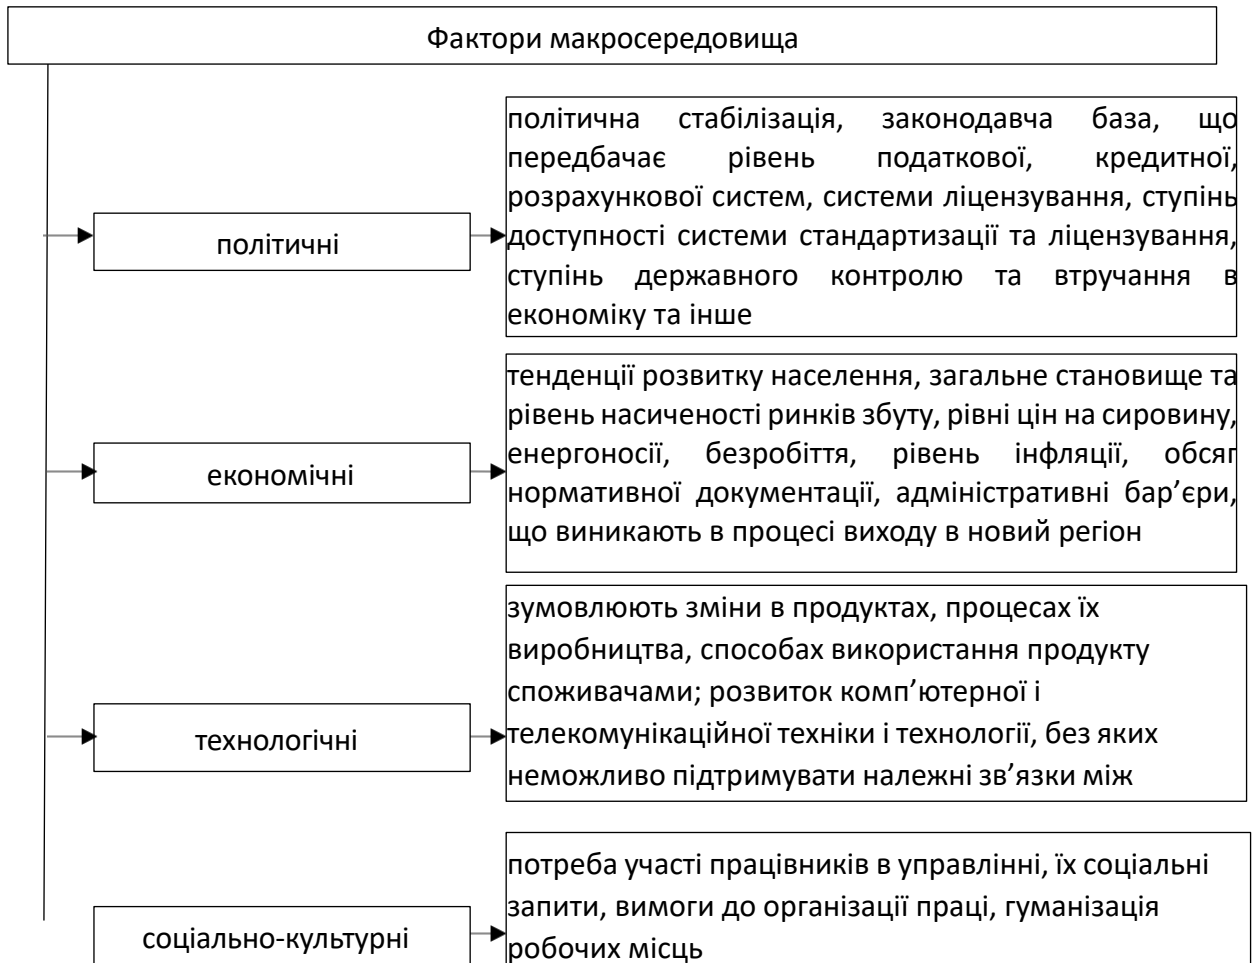 Фактори макросередовища
політична стабілізація, законодавча база, що
передбачає рівень податкової, кредитної,
розрахункової систем, системи ліцензування, ступінь
доступності системи стандартизації та ліцензування,
ступінь державного контролю та втручання в
економіку та інше
політичні
тенденції розвитку населення, загальне становище та
рівень насиченості ринків збуту, рівні цін на сировину,
енергоносії, безробіття, рівень інфляції, обсяг
нормативної документації, адміністративні бар’єри,
що виникають в процесі виходу в новий регіон
економічні
зумовлюють зміни в продуктах, процесах їх
виробництва, способах використання продукту
споживачами; розвиток комп’ютерної і
телекомунікаційної техніки і технології, без яких
неможливо підтримувати належні зв’язки між
технологічні
потреба участі працівників в управлінні, їх соціальні
запити, вимоги до організації праці, гуманізація
робочих місць
соціально-культурні